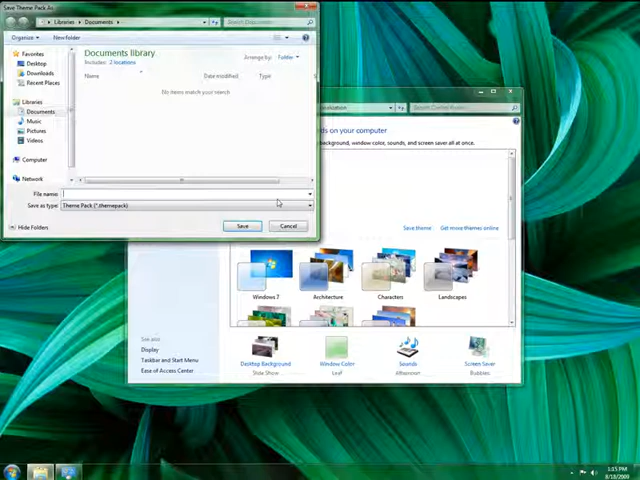 Save Theme Pack As
Libraries ▸ Documents ▸
Search Documents
Organize
New folder
Favorites
Desktop
Downloads
Recent Places
Libraries
Documents
Music
Pictures
Videos
Computer
Network
Documents library
Includes: 2 locations
Arrange by: Folder
Name Date modified Type
No items match your search
File name:
Save as type: Theme Pack (*.themepack)
Hide Folders
Save Cancel
Search Control Panel
ds on your computer
background, window color, sounds, and screen saver all at once.
Save theme Get more themes online
Windows 7 Architecture Characters Landscapes
See also
Display
Taskbar and Start Menu
Ease of Access Center
Desktop Background
Slide Show
Window Color
Leaf
Sounds
Afternoon
Screen Saver
Bubbles
1:15 PM
8/18/2009